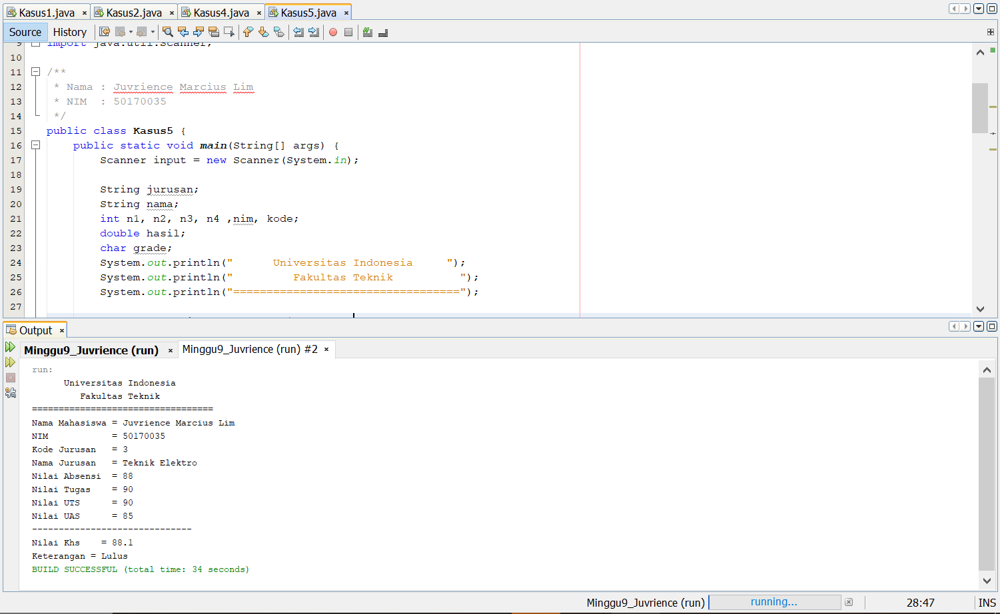 Kasus1.java × Kasus2.java × Kasus4.java × Kasus5.java ×
Source History
9 import java.util.Scanner;
10
11 /**
12 * Nama : Juvrience Marcius Lim
13 * NIM  : 50170035
14 */
15 public class Kasus5 {
16 public static void main(String[] args) {
17 Scanner input = new Scanner(System.in);
18
19 String jurusan;
20 String nama;
21 int n1, n2, n3, n4 ,nim, kode;
22 double hasil;
23 char grade;
24 System.out.println("      Universitas Indonesia     ");
25 System.out.println("         Fakultas Teknik          ");
26 System.out.println("==================================");
27
Output ×
Minggu9_Juvrience (run) × Minggu9_Juvrience (run) #2 ×
run:
Universitas Indonesia
Fakultas Teknik
==================================
Nama Mahasiswa = Juvrience Marcius Lim
NIM            = 50170035
Kode Jurusan   = 3
Nama Jurusan   = Teknik Elektro
Nilai Absensi  = 88
Nilai Tugas    = 90
Nilai UTS      = 90
Nilai UAS      = 85
------------------------------
Nilai Khs    = 88.1
Keterangan = Lulus
BUILD SUCCESSFUL (total time: 34 seconds)
Minggu9_Juvrience (run) running... 28:47 INS